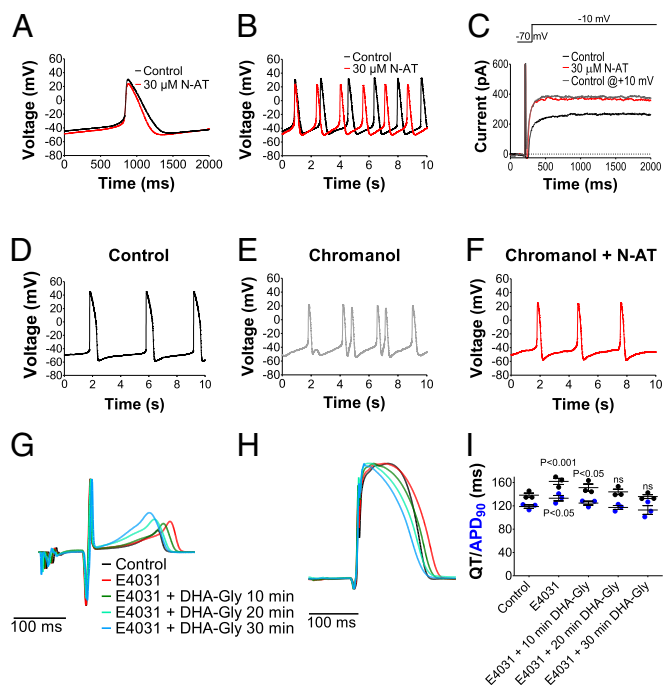 A
60
40
20
0
-20
-40
-60
-80
Voltage (mV)
Control
30 µM N-AT
0 500 1000 1500 2000
Time (ms)
B
60
40
20
0
-20
-40
-60
-80
Voltage (mV)
Control
30 µM N-AT
0 2 4 6 8 10
Time (s)
C
-10 mV
-70 mV
600
400
200
0
Current (pA)
Control
30 µM N-AT
Control @+10 mV
0 500 1000 1500 2000
Time (ms)
D
Control
60
40
20
0
-20
-40
-60
-80
Voltage (mV)
0 2 4 6 8 10
Time (s)
E
Chromanol
60
40
20
0
-20
-40
-60
-80
Voltage (mV)
0 2 4 6 8 10
Time (s)
F
Chromanol + N-AT
60
40
20
0
-20
-40
-60
-80
Voltage (mV)
0 2 4 6 8 10
Time (s)
G
Control
E4031
E4031 + DHA-Gly 10 min
E4031 + DHA-Gly 20 min
E4031 + DHA-Gly 30 min
100 ms
H
100 ms
I
QT/APD90 (ms)
160
120
80
40
0
P<0.001
P<0.05
ns
ns
P<0.05
Control
E4031
E4031 + 10 min DHA-Gly
E4031 + 20 min DHA-Gly
E4031 + 30 min DHA-Gly